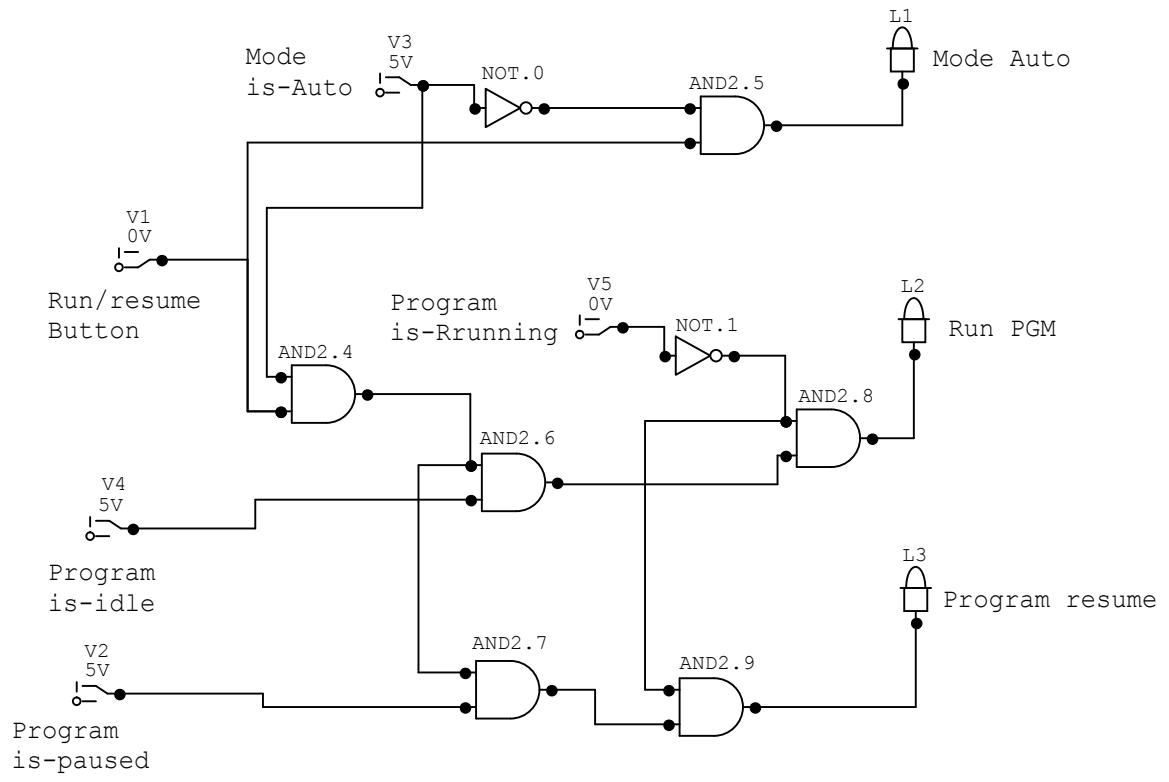 L1
Mode Auto
Mode
is-Auto
V3
5V
NOT.0
AND2.5
V1
0V
Run/resume
Button
Program
is-Rrunning
V5
0V
NOT.1
L2
Run PGM
AND2.4
AND2.8
AND2.6
V4
5V
Program
is-idle
L3
Program resume
AND2.7
AND2.9
V2
5V
Program
is-paused